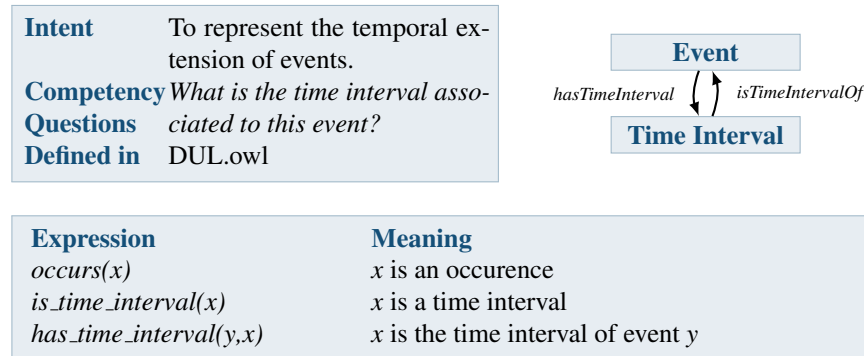 Intent To represent the temporal ex-
tension of events.
Competency What is the time interval asso-
Questions ciated to this event?
Defined in DUL.owl
Event
hasTimeInterval isTimeIntervalOf
Time Interval
Expression Meaning
occurs(x) x is an occurence
is_time_interval(x) x is a time interval
has_time_interval(y,x) x is the time interval of event y